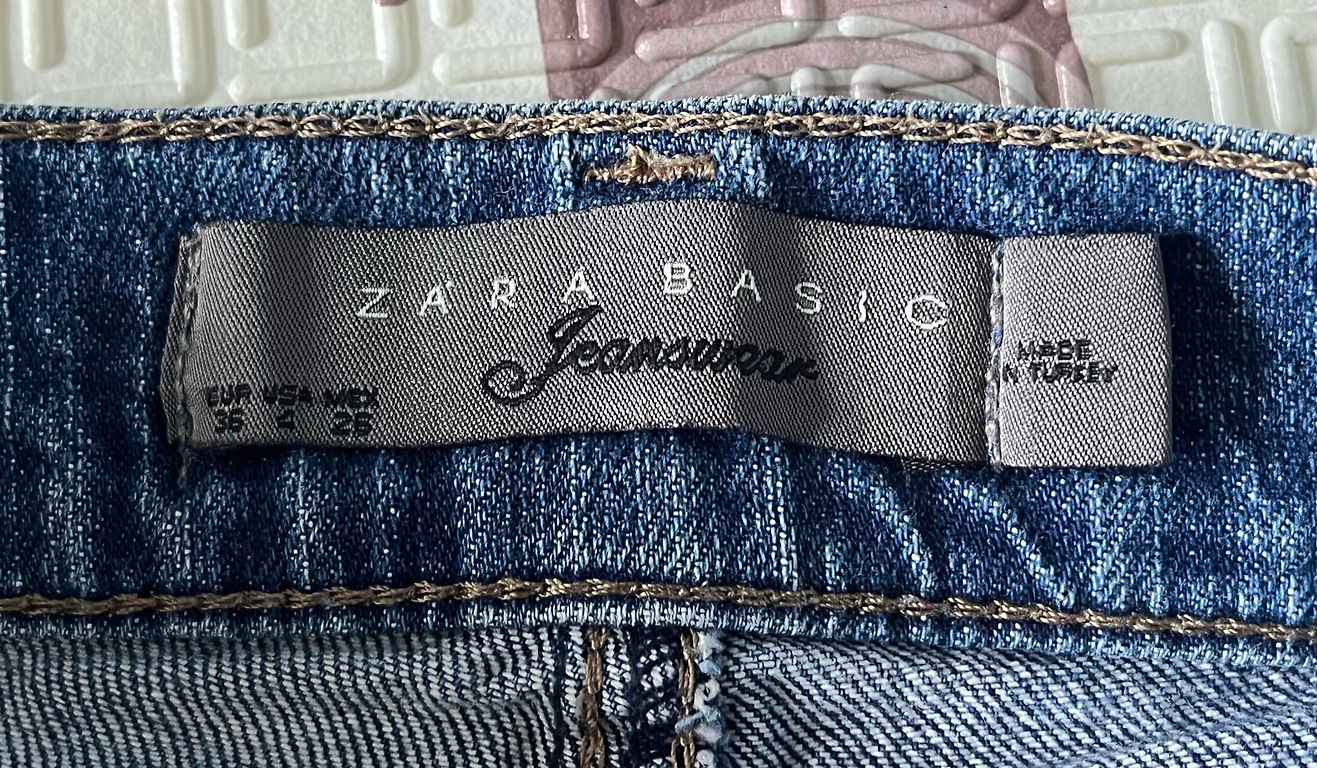 ZARA BASIC
Jeanswear
EUR USA MEX
36 4 26
MADE
IN TURKEY